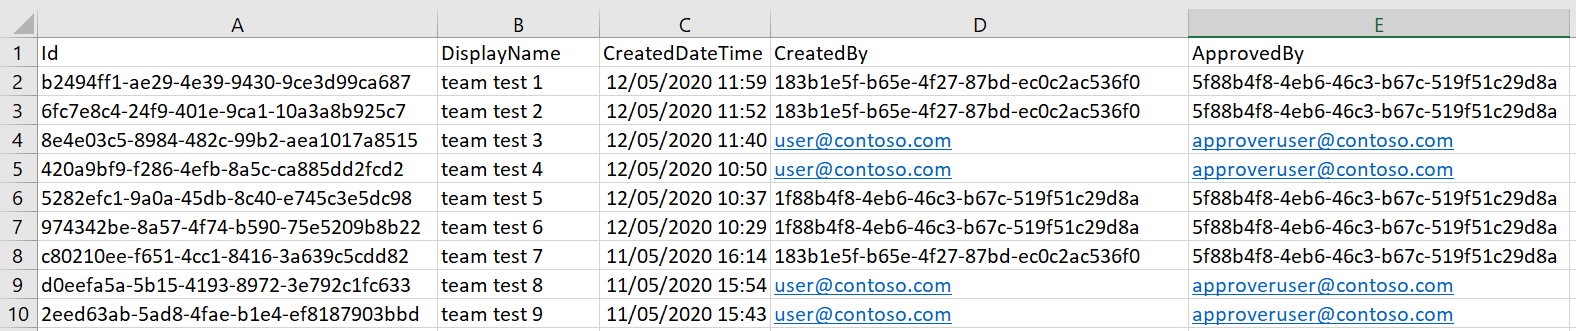 A B C D E
1 Id DisplayName CreatedDateTime CreatedBy ApprovedBy
2 b2494ff1-ae29-4e39-9430-9ce3d99ca687 team test 1 12/05/2020 11:59 183b1e5f-b65e-4f27-87bd-ec0c2ac536f0 5f88b4f8-4eb6-46c3-b67c-519f51c29d8a
3 6fc7e8c4-24f9-401e-9ca1-10a3a8b925c7 team test 2 12/05/2020 11:52 183b1e5f-b65e-4f27-87bd-ec0c2ac536f0 5f88b4f8-4eb6-46c3-b67c-519f51c29d8a
4 8e4e03c5-8984-482c-99b2-aea1017a8515 team test 3 12/05/2020 11:40 user@contoso.com approveruser@contoso.com
5 420a9bf9-f286-4efb-8a5c-ca885dd2fcd2 team test 4 12/05/2020 10:50 user@contoso.com approveruser@contoso.com
6 5282efc1-9a0a-45db-8c40-e745c3e5dc98 team test 5 12/05/2020 10:37 1f88b4f8-4eb6-46c3-b67c-519f51c29d8a 5f88b4f8-4eb6-46c3-b67c-519f51c29d8a
7 974342be-8a57-4f74-b590-75e5209b8b22 team test 6 12/05/2020 10:29 1f88b4f8-4eb6-46c3-b67c-519f51c29d8a 5f88b4f8-4eb6-46c3-b67c-519f51c29d8a
8 c80210ee-f651-4cc1-8416-3a639c5cdd82 team test 7 11/05/2020 16:14 183b1e5f-b65e-4f27-87bd-ec0c2ac536f0 5f88b4f8-4eb6-46c3-b67c-519f51c29d8a
9 d0eefa5a-5b15-4193-8972-3e792c1fc633 team test 8 11/05/2020 15:54 user@contoso.com approveruser@contoso.com
10 2eed63ab-5ad8-4fae-b1e4-ef8187903bbd team test 9 11/05/2020 15:43 user@contoso.com approveruser@contoso.com